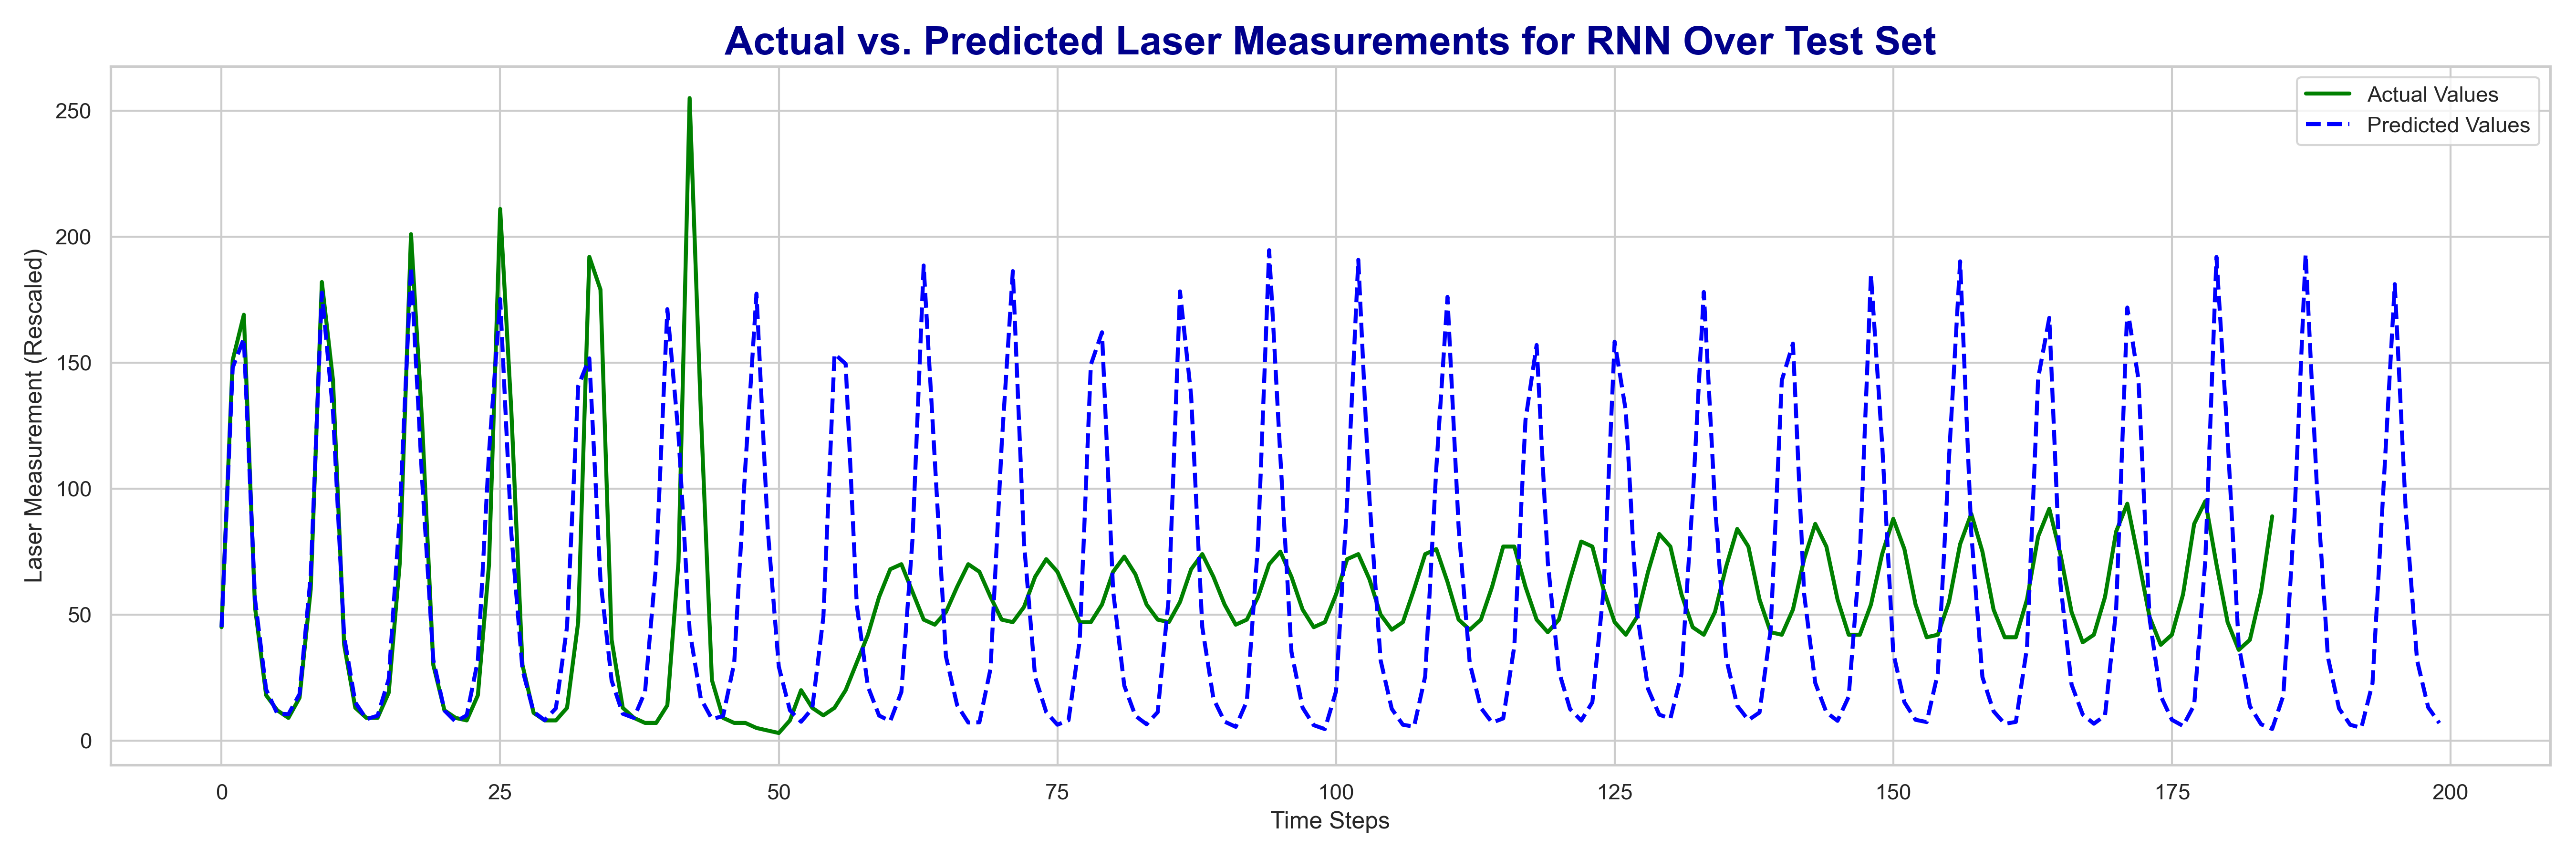 Actual vs. Predicted Laser Measurements for RNN Over Test Set
Actual Values
Predicted Values
Laser Measurement (Rescaled)
250
200
150
100
50
0
0 25 50 75 100 125 150 175 200
Time Steps